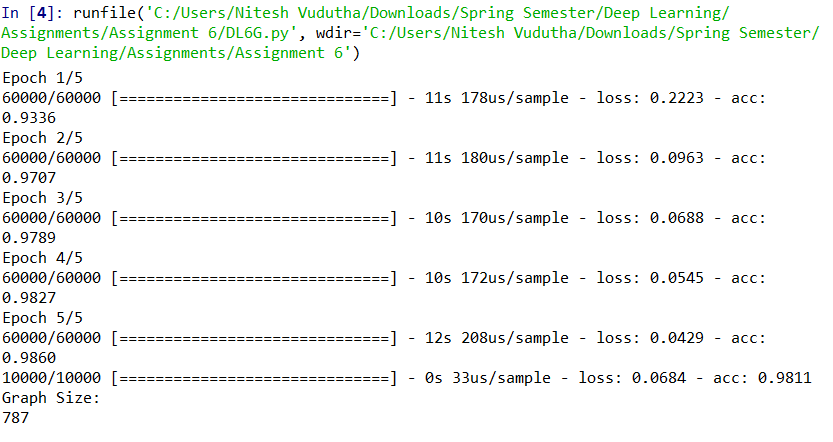 In [4]: runfile('C:/Users/Nitesh Vudutha/Downloads/Spring Semester/Deep Learning/
Assignments/Assignment 6/DL6G.py', wdir='C:/Users/Nitesh Vudutha/Downloads/Spring Semester/
Deep Learning/Assignments/Assignment 6')
Epoch 1/5
60000/60000 [==============================] - 11s 178us/sample - loss: 0.2223 - acc:
0.9336
Epoch 2/5
60000/60000 [==============================] - 11s 180us/sample - loss: 0.0963 - acc:
0.9707
Epoch 3/5
60000/60000 [==============================] - 10s 170us/sample - loss: 0.0688 - acc:
0.9789
Epoch 4/5
60000/60000 [==============================] - 10s 172us/sample - loss: 0.0545 - acc:
0.9827
Epoch 5/5
60000/60000 [==============================] - 12s 208us/sample - loss: 0.0429 - acc:
0.9860
10000/10000 [==============================] - 0s 33us/sample - loss: 0.0684 - acc: 0.9811
Graph Size:
787